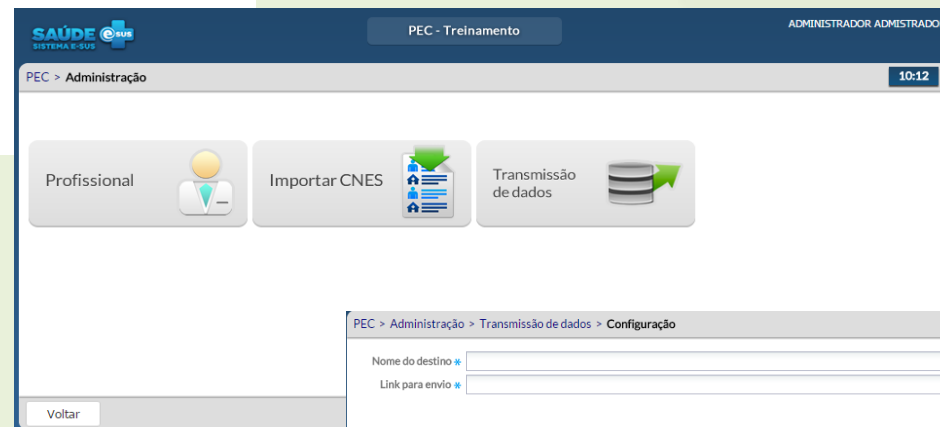 SAÚDE e sus
SISTEMA E-SUS
PEC - Treinamento
ADMINISTRADOR ADMISTRADO
PEC > Administração
10:12
Profissional
Importar CNES
Transmissão
de dados
PEC > Administração > Transmissão de dados > Configuração
Nome do destino *
Link para envio *
Voltar